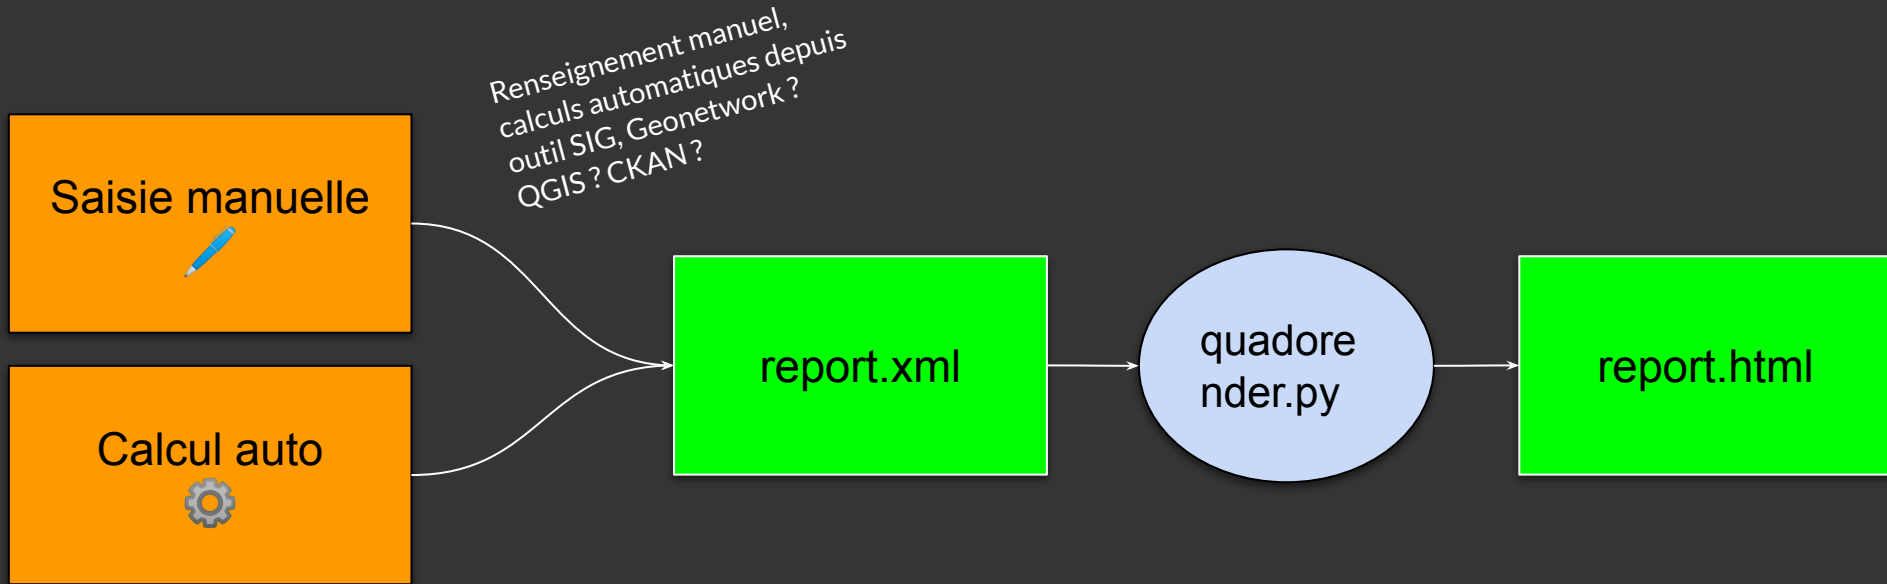 Renseignement manuel,
calculs automatiques depuis
outil SIG, Geonetwork ?
QGIS ? CKAN ?
Saisie manuelle
Calcul auto
report.xml
quadore
nder.py
report.html